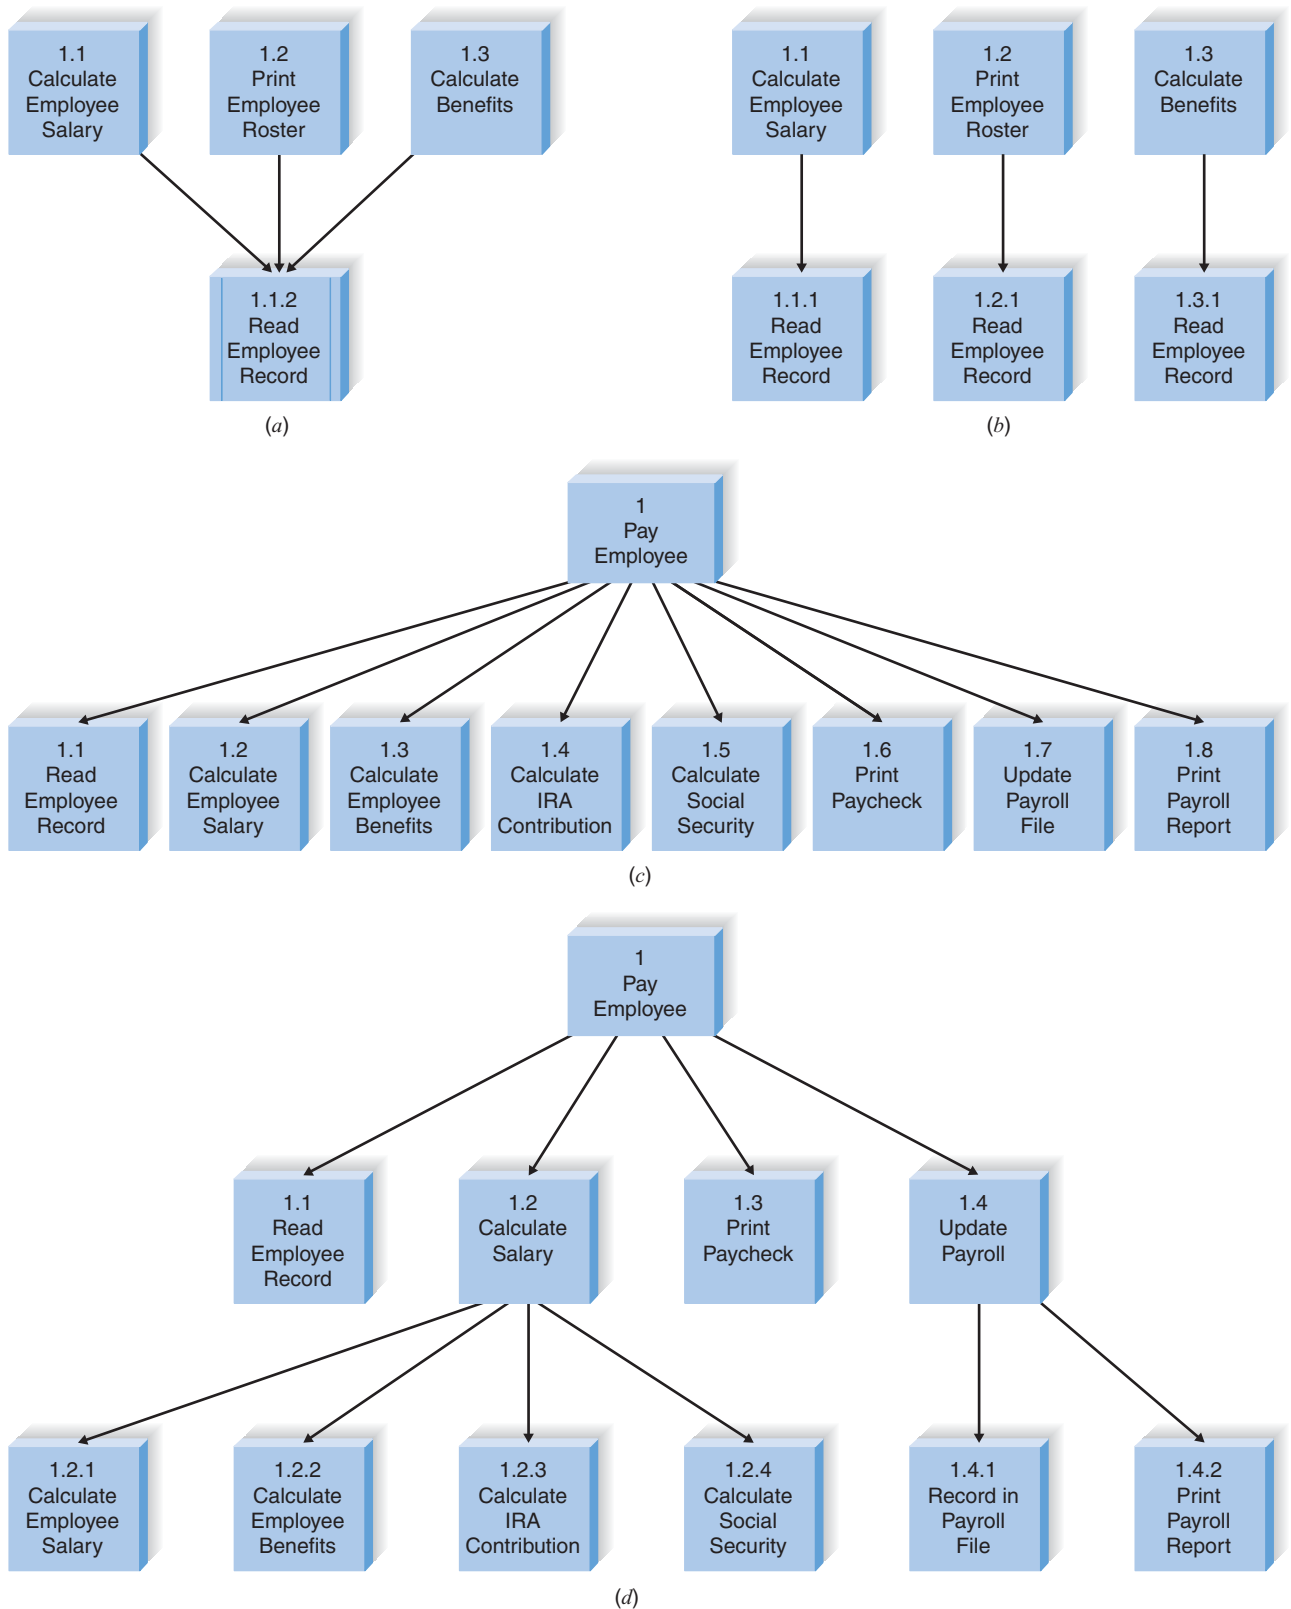 1.1
Calculate
Employee
Salary
1.2
Print
Employee
Roster
1.3
Calculate
Benefits
1.1.2
Read
Employee
Record
(a)
1.1
Calculate
Employee
Salary
1.2
Print
Employee
Roster
1.3
Calculate
Benefits
1.1.1
Read
Employee
Record
1.2.1
Read
Employee
Record
1.3.1
Read
Employee
Record
(b)
1
Pay
Employee
1.1
Read
Employee
Record
1.2
Calculate
Employee
Salary
1.3
Calculate
Employee
Benefits
1.4
Calculate
IRA
Contribution
1.5
Calculate
Social
Security
1.6
Print
Paycheck
1.7
Update
Payroll
File
1.8
Print
Payroll
Report
(c)
1
Pay
Employee
1.1
Read
Employee
Record
1.2
Calculate
Salary
1.3
Print
Paycheck
1.4
Update
Payroll
1.2.1
Calculate
Employee
Salary
1.2.2
Calculate
Employee
Benefits
1.2.3
Calculate
IRA
Contribution
1.2.4
Calculate
Social
Security
1.4.1
Record in
Payroll
File
1.4.2
Print
Payroll
Report
(d)